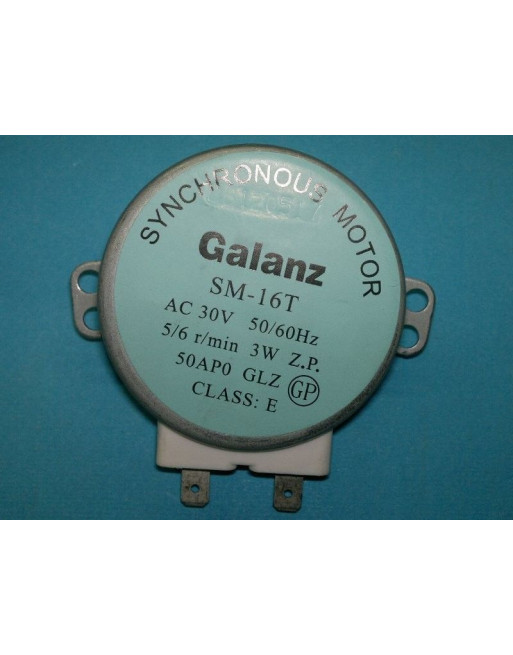 SYNCHRONOUS MOTOR
Galanz
SM-16T
AC 30V 50/60Hz
5/6 r/min 3W Z.P.
50AP0 GLZ GP
CLASS: E